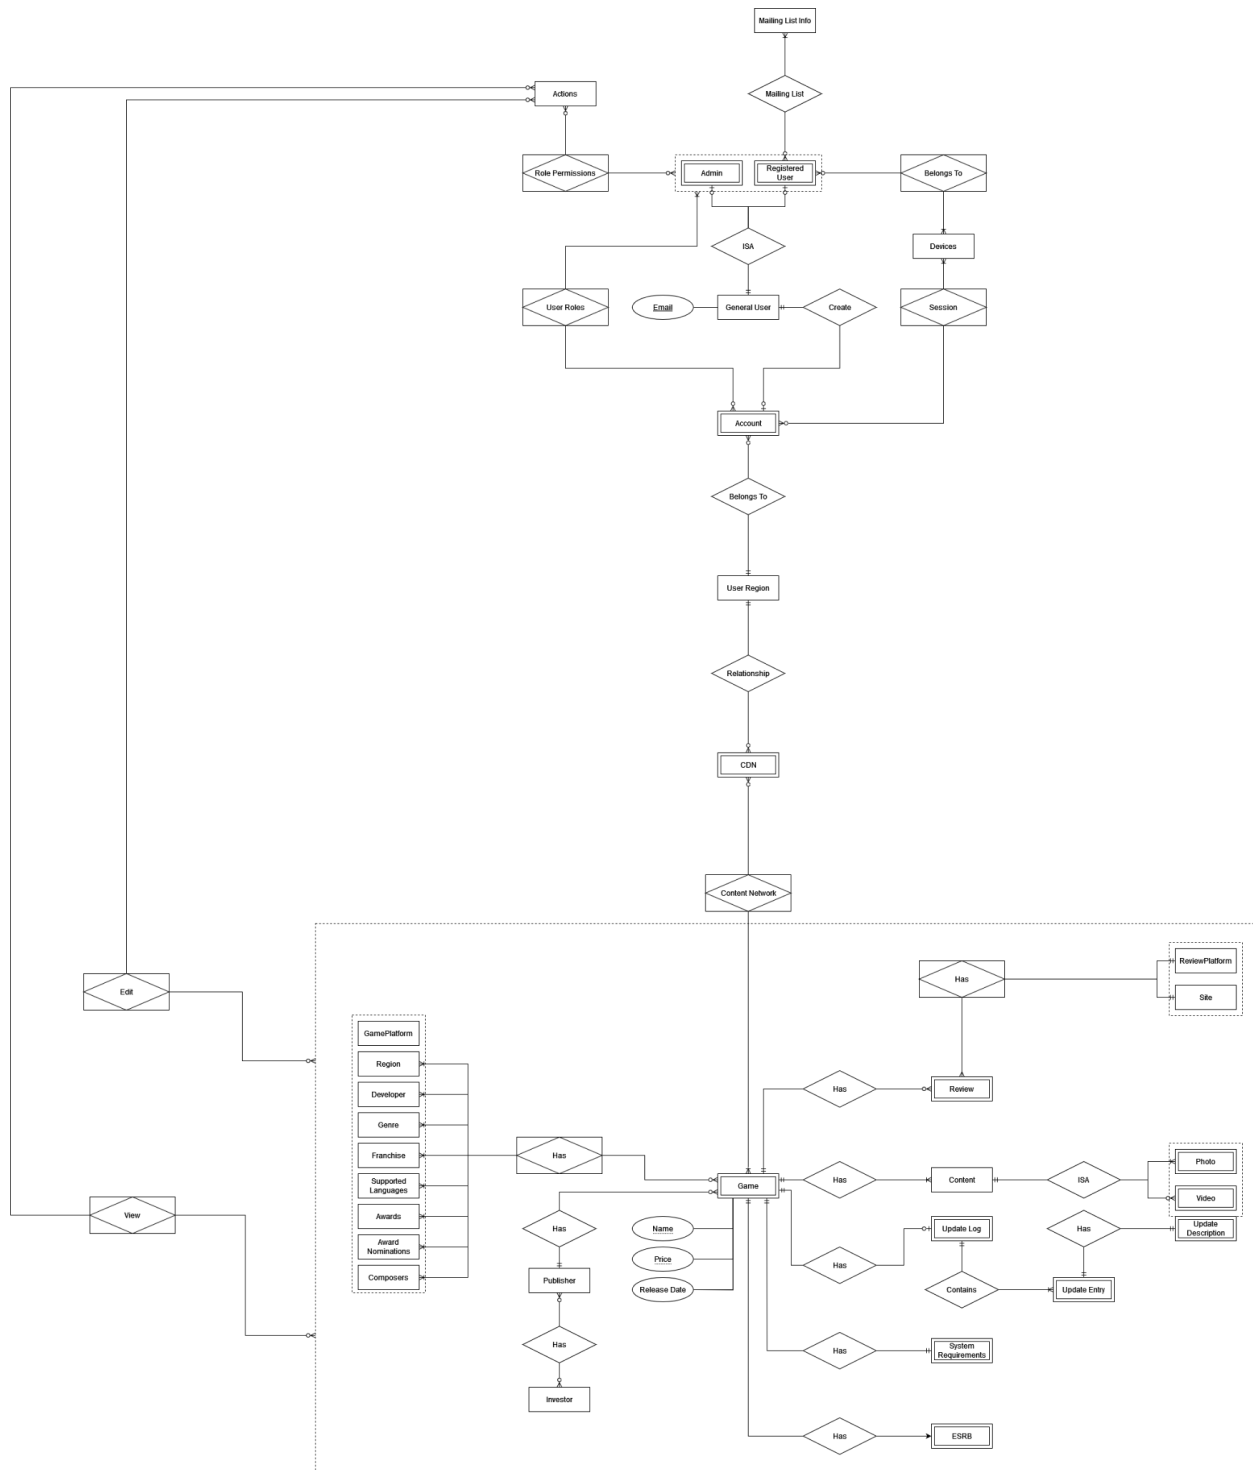 Mailing List Info
Actions
Mailing List
Role Permissions
Admin
Registered
User
Belongs To
ISA
Devices
User Roles
Email
General User
Create
Session
Account
Belongs To
User Region
Relationship
CDN
Content Network
Edit
Has
ReviewPlatform
Site
GamePlatform
Region
Developer
Genre
Franchise
Supported
Languages
Awards
Award
Nominations
Composers
Has
Has
Review
View
Game
Has
Content
ISA
Photo
Video
Name
Price
Release Date
Has
Publisher
Has
Investor
Has
Update Log
Contains
Has
Update
Description
Update Entry
Has
System
Requirements
Has
ESRB